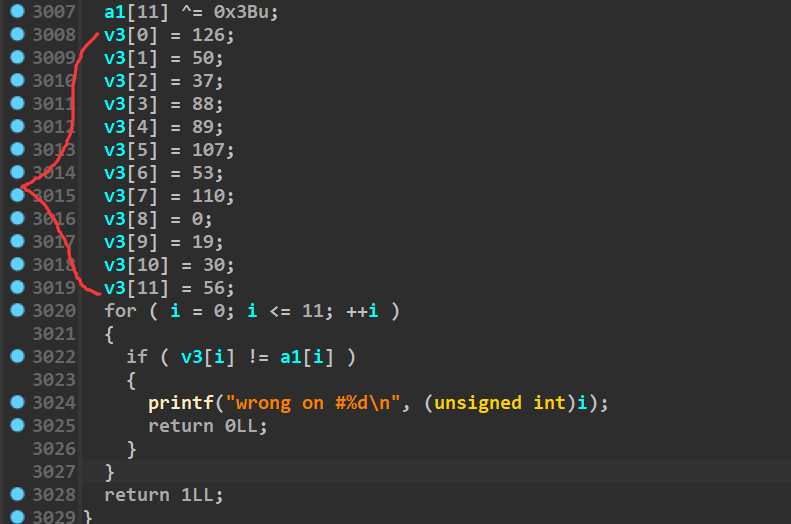 3007 a1[11] ^= 0x3Bu;
3008 v3[0] = 126;
3009 v3[1] = 50;
3010 v3[2] = 37;
3011 v3[3] = 88;
3012 v3[4] = 89;
3013 v3[5] = 107;
3014 v3[6] = 53;
3015 v3[7] = 110;
3016 v3[8] = 0;
3017 v3[9] = 19;
3018 v3[10] = 30;
3019 v3[11] = 56;
3020 for ( i = 0; i <= 11; ++i )
3021 {
3022 if ( v3[i] != a1[i] )
3023 {
3024 printf("wrong on #%d\n", (unsigned int)i);
3025 return 0LL;
3026 }
3027 }
3028 return 1LL;
3029 }